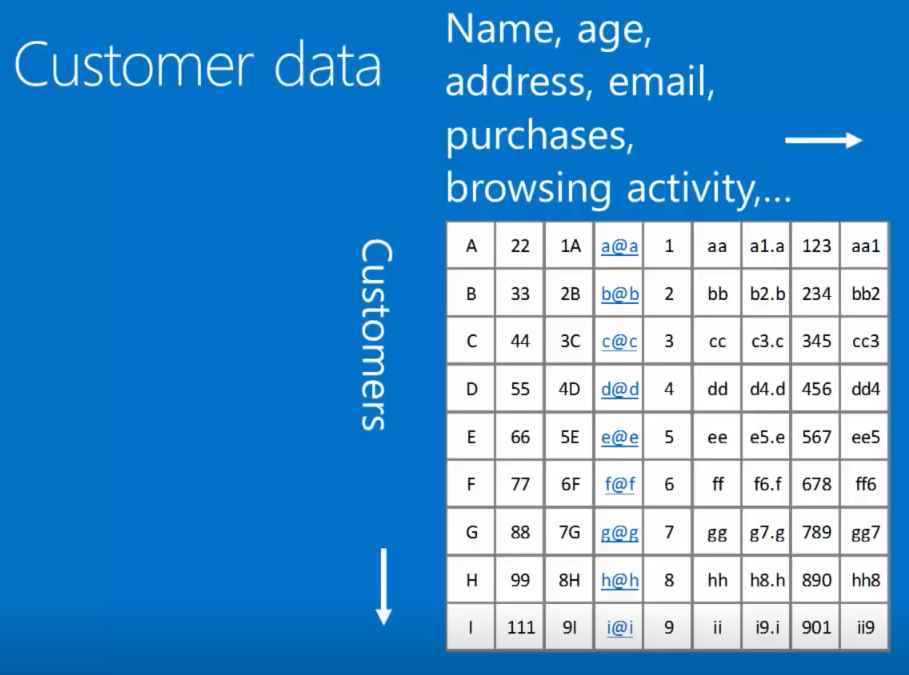 Customer data
Name, age,
address, email,
purchases,
browsing activity,...
Customers
A 22 1A a@a 1 aa a1.a 123 aa1
B 33 2B b@b 2 bb b2.b 234 bb2
C 44 3C c@c 3 cc c3.c 345 cc3
D 55 4D d@d 4 dd d4.d 456 dd4
E 66 5E e@e 5 ee e5.e 567 ee5
F 77 6F f@f 6 ff f6.f 678 ff6
G 88 7G g@g 7 gg g7.g 789 gg7
H 99 8H h@h 8 hh h8.h 890 hh8
I 111 9I i@i 9 ii i9.i 901 ii9